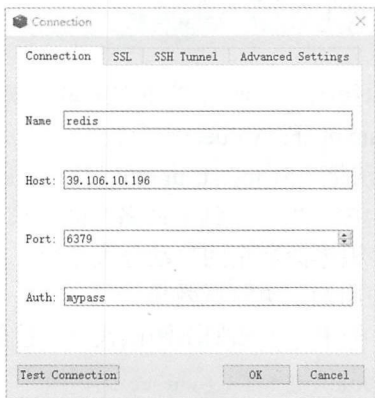 Connection
Connection SSL SSH Tunnel Advanced Settings
Name redis
Host: 39.106.10.196
Port: 6379
Auth: mypass
Test Connection OK Cancel